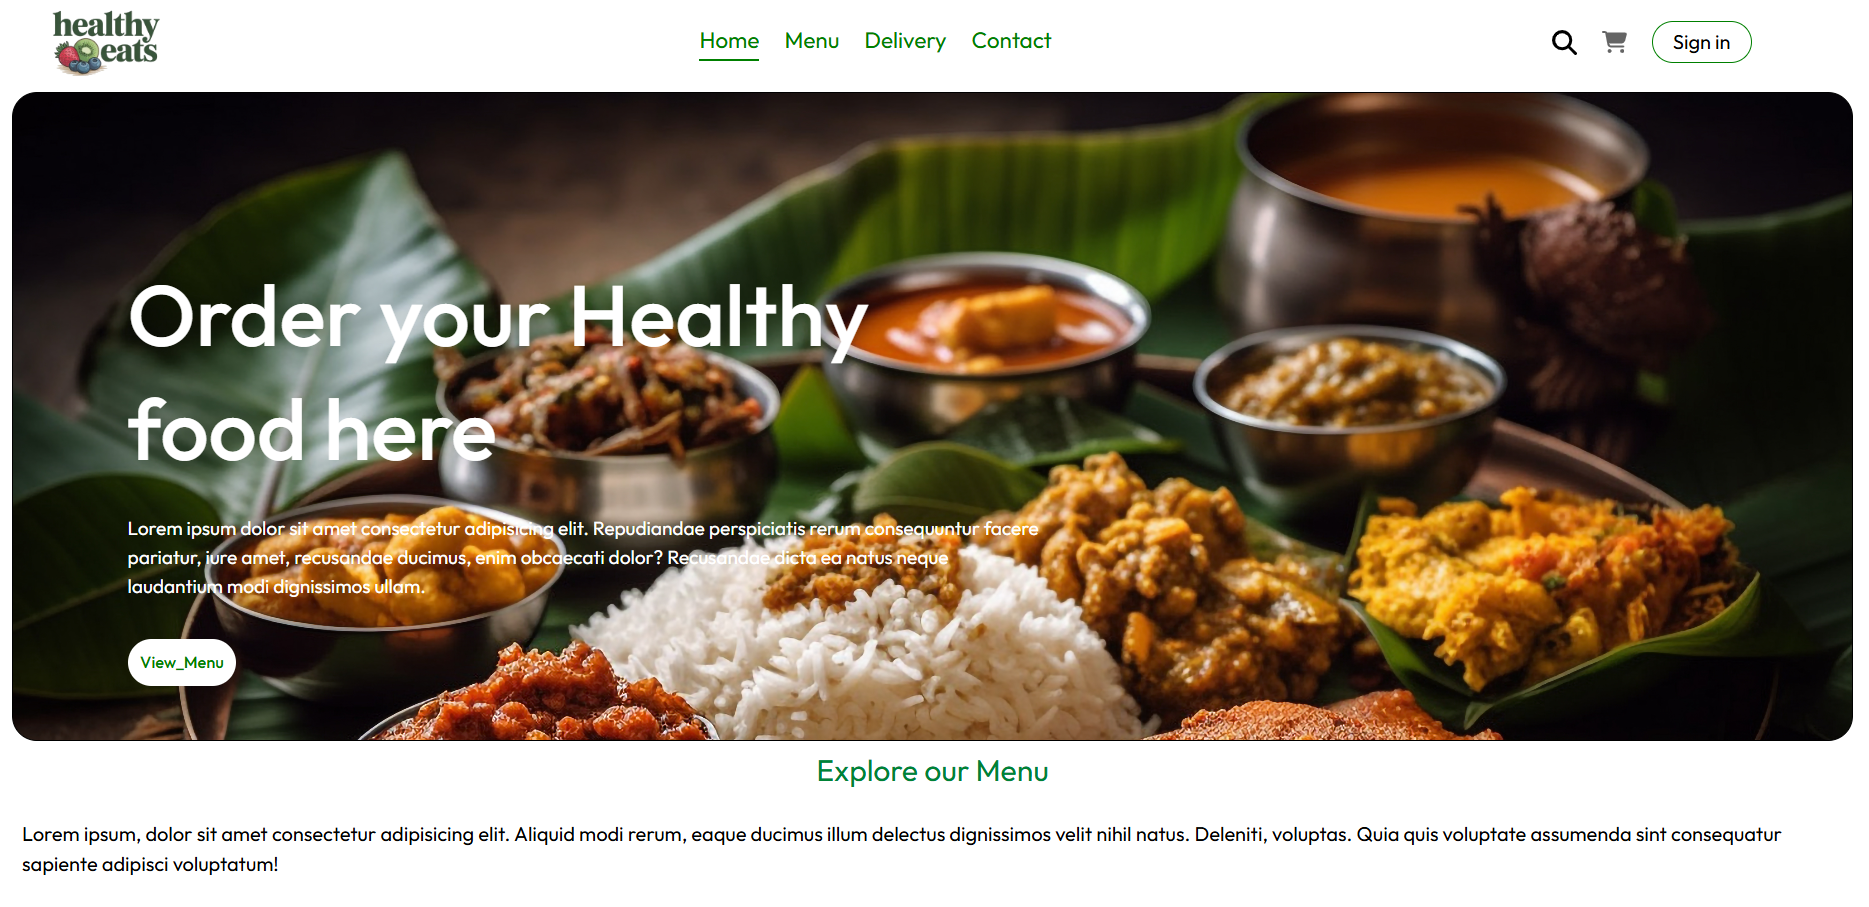 healthy
eats
Home Menu Delivery Contact
Sign in
Order your Healthy
food here
Lorem ipsum dolor sit amet consectetur adipisicing elit. Repudiandae perspiciatis rerum consequuntur facere
pariatur, iure amet, recusandae ducimus, enim obcaecati dolor? Recusandae dicta ea natus neque
laudantium modi dignissimos ullam.
View_Menu
Explore our Menu
Lorem ipsum, dolor sit amet consectetur adipisicing elit. Aliquid modi rerum, eaque ducimus illum delectus dignissimos velit nihil natus. Deleniti, voluptas. Quia quis voluptate assumenda sint consequatur
sapiente adipisci voluptatum!